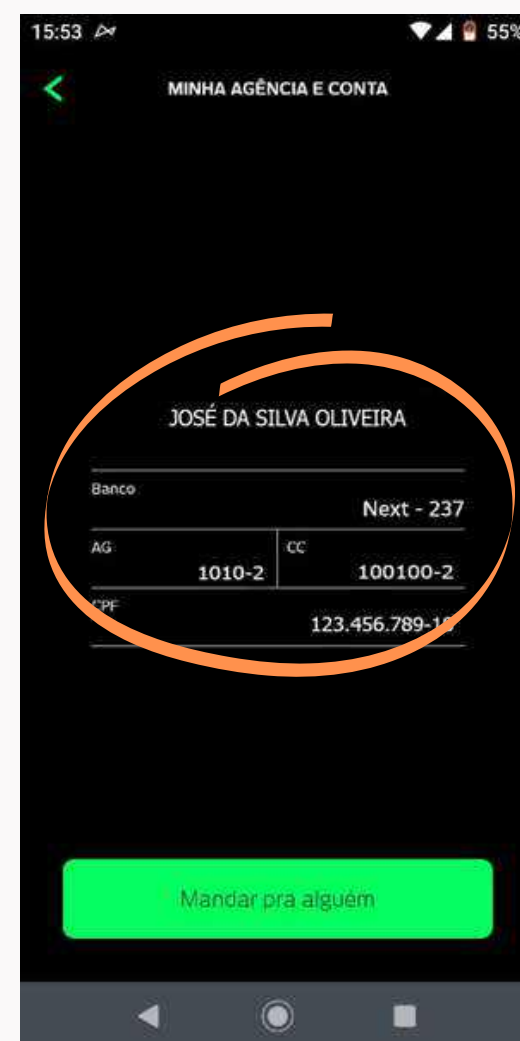 15:53 55%
MINHA AGÊNCIA E CONTA
JOSÉ DA SILVA OLIVEIRA
Banco
Next - 237
AG CC
1010-2 100100-2
CPF
Mandar pra alguém